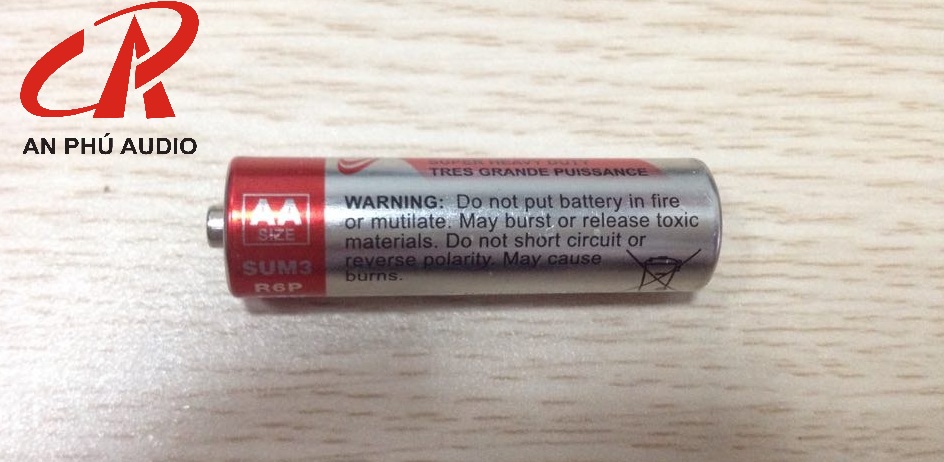 AN PHÚ AUDIO
SUPER HEAVY DUTY
TRES GRANDE PUISSANCE
AA
SIZE
SUM3
R6P
WARNING: Do not put battery in fire
or mutilate. May burst or release toxic
materials. Do not short circuit or
reverse polarity. May cause
burns.